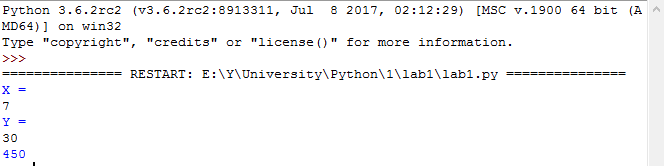 Python 3.6.2rc2 (v3.6.2rc2:8913311, Jul  8 2017, 02:12:29) [MSC v.1900 64 bit (A
MD64)] on win32
Type "copyright", "credits" or "license()" for more information.
>>>
=============== RESTART: E:\Y\University\Python\1\lab1\lab1.py ===============
X =
7
Y =
30
450